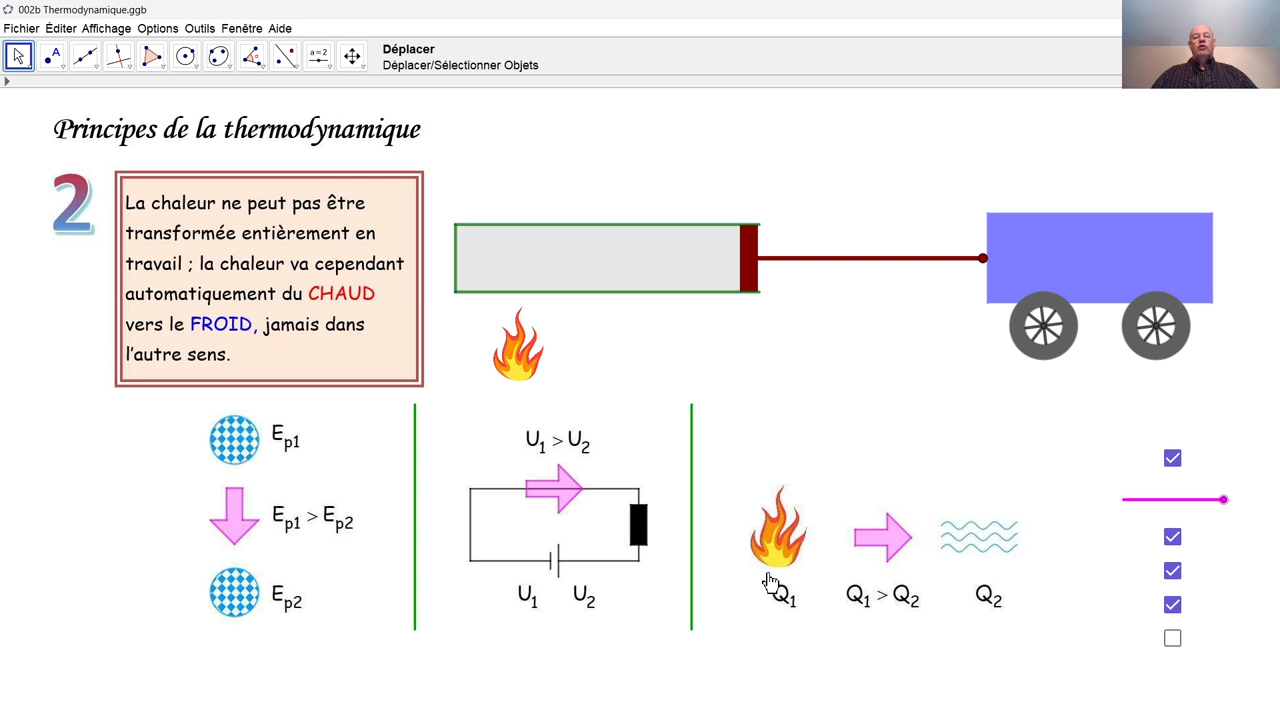 002b Thermodynamique.ggb
Fichier Éditer Affichage Options Outils Fenêtre Aide
A
a=2
Déplacer
Déplacer/Sélectionner Objets
Principes de la thermodynamique
2
La chaleur ne peut pas être
transformée entièrement en
travail ; la chaleur va cependant
automatiquement du CHAUD
vers le FROID, jamais dans
l'autre sens.
Ep1
Ep1 > Ep2
Ep2
U1 > U2
U1 U2
Q1 Q1 > Q2 Q2